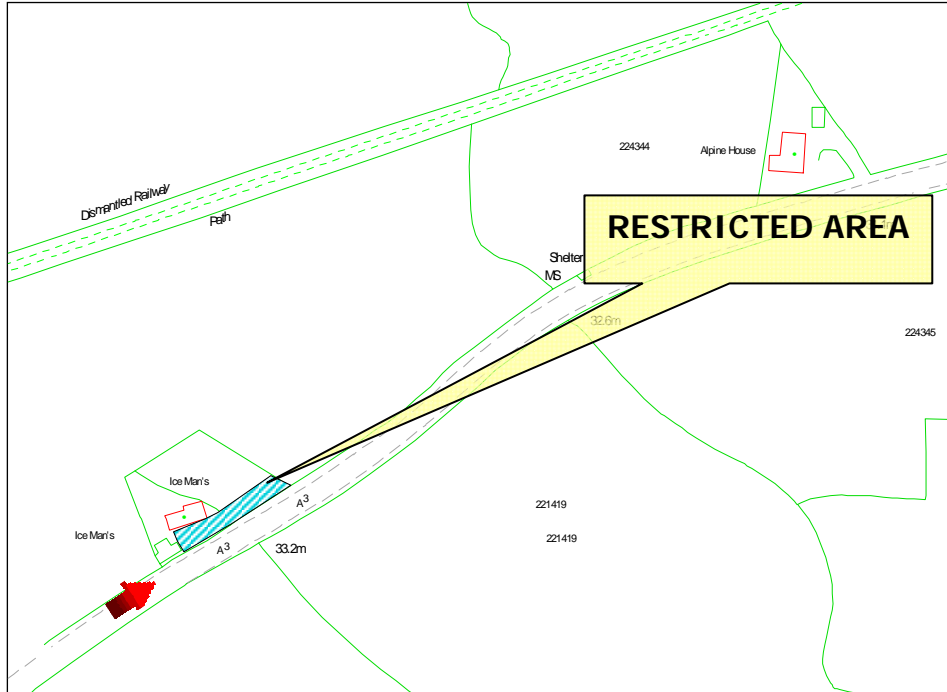 224344
Alpine House
Dismantled Railway
Path
RESTRICTED AREA
Shelter
MS
32.6m
224345
Ice Man's
A3
221419
Ice Man's
A3
33.2m
221419